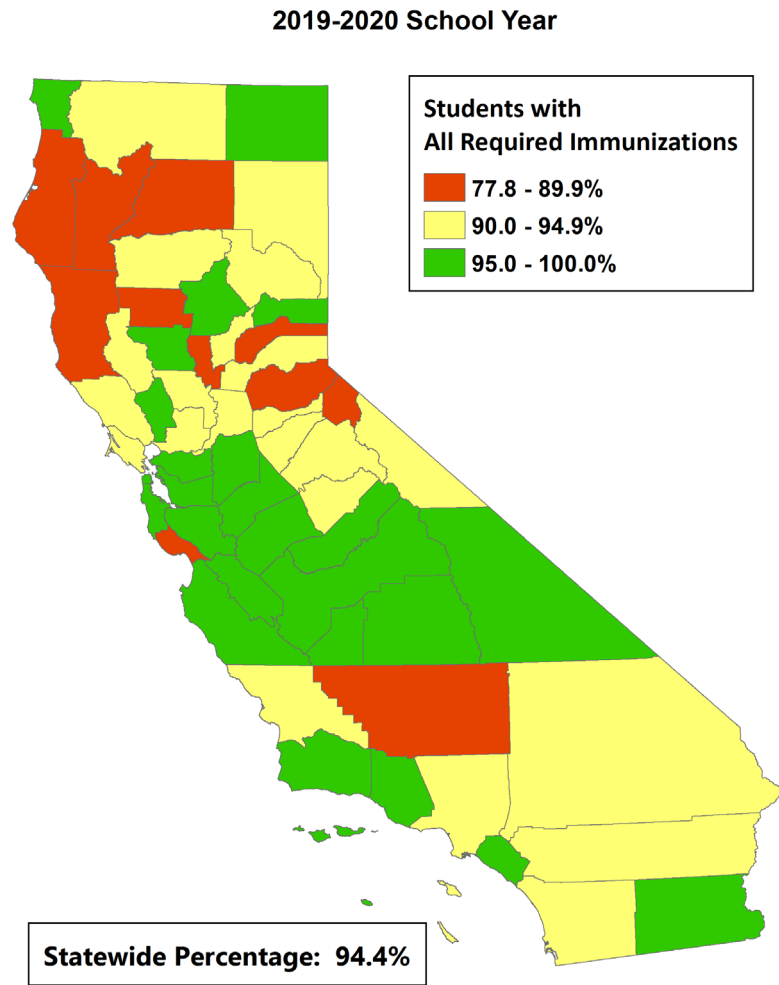 2019-2020 School Year
Students with
All Required Immunizations
77.8 - 89.9%
90.0 - 94.9%
95.0 - 100.0%
Statewide Percentage: 94.4%